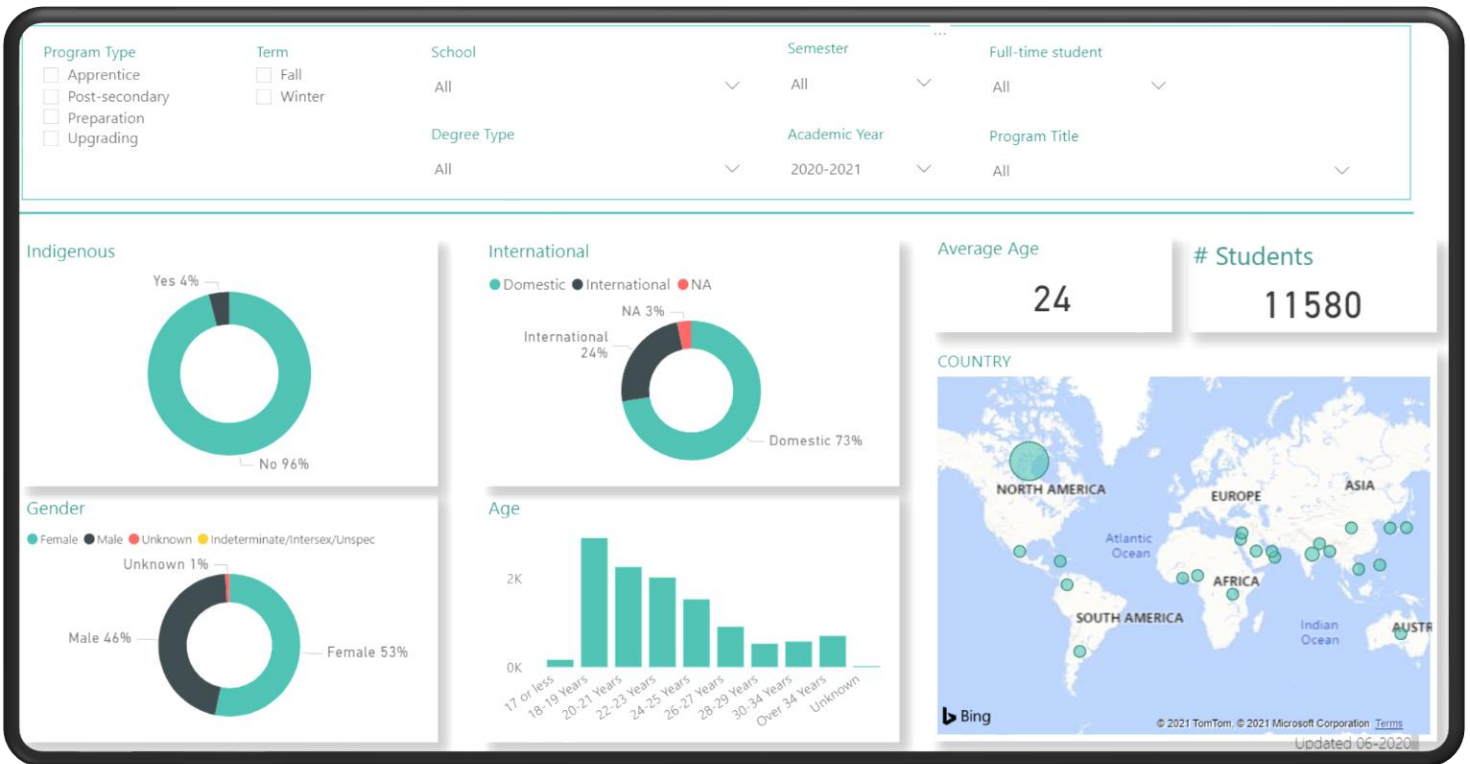 ...
Program Type
Apprentice
Post-secondary
Preparation
Upgrading
Term
Fall
Winter
School
All
Semester
All
Full-time student
All
Degree Type
All
Academic Year
2020-2021
Program Title
All
Indigenous
Yes 4%
No 96%
International
Domestic International NA
NA 3%
International
24%
Domestic 73%
Average Age
24
# Students
11580
Gender
Female Male Unknown Indeterminate/Intersex/Unspec
Unknown 1%
Male 46%
Female 53%
Age
2K
0K
17 or less
18-19 Years
20-21 Years
22-23 Years
24-25 Years
26-27 Years
28-29 Years
30-34 Years
Over 34 Years
Unknown
COUNTRY
NORTH AMERICA
EUROPE
ASIA
Atlantic
Ocean
AFRICA
SOUTH AMERICA
Indian
Ocean
AUSTR
Bing
© 2021 TomTom, © 2021 Microsoft Corporation Terms
Updated 06-2020